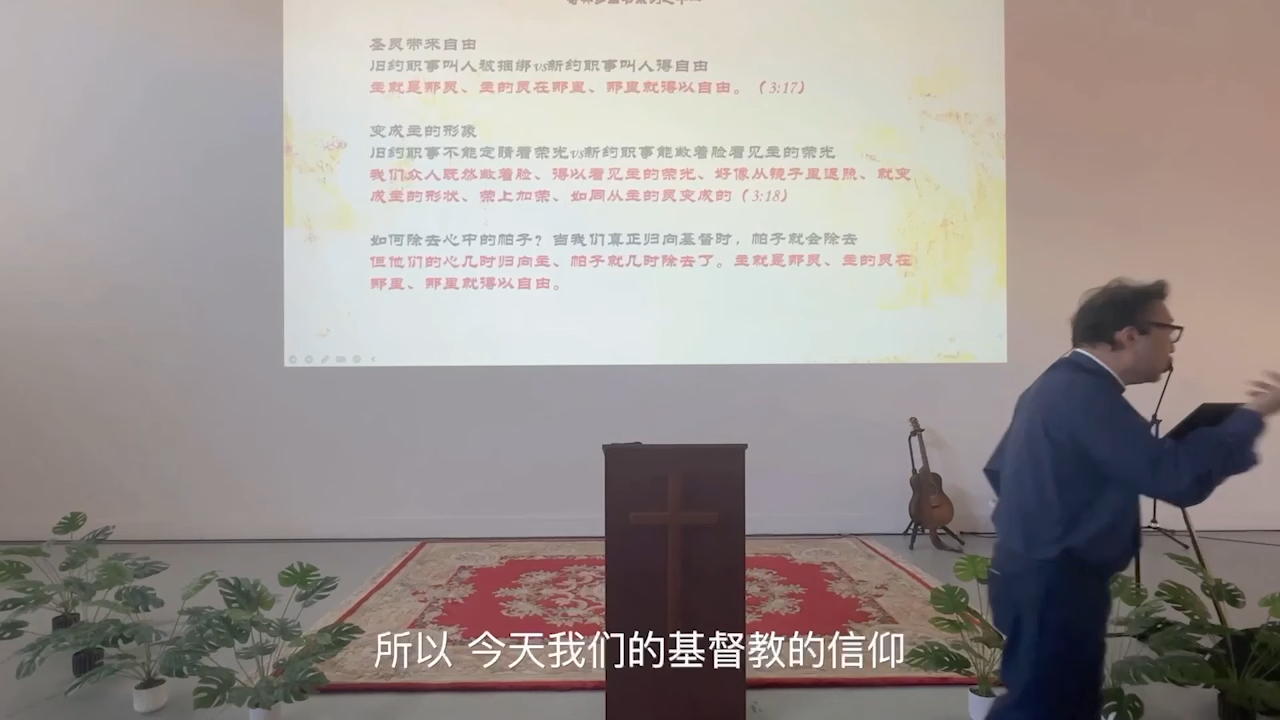 圣灵带来自由
旧约职事叫人被捆绑vs新约职事叫人得自由
主就是那灵、主的灵在那里、那里就得以自由。（3:17）
变成主的形象
旧约职事不能定睛看荣光vs新约职事能敞着脸看见主的荣光
我们众人既然敞着脸、得以看见主的荣光、好像从镜子里返照、就变
成主的形状、荣上加荣、如同从主的灵变成的（3:18）
如何除去心中的帕子？当我们真正归向基督时，帕子就会除去
但他们的心几时归向主、帕子就几时除去了。主就是那灵、主的灵在
那里、那里就得以自由。
所以 今天我们的基督教的信仰